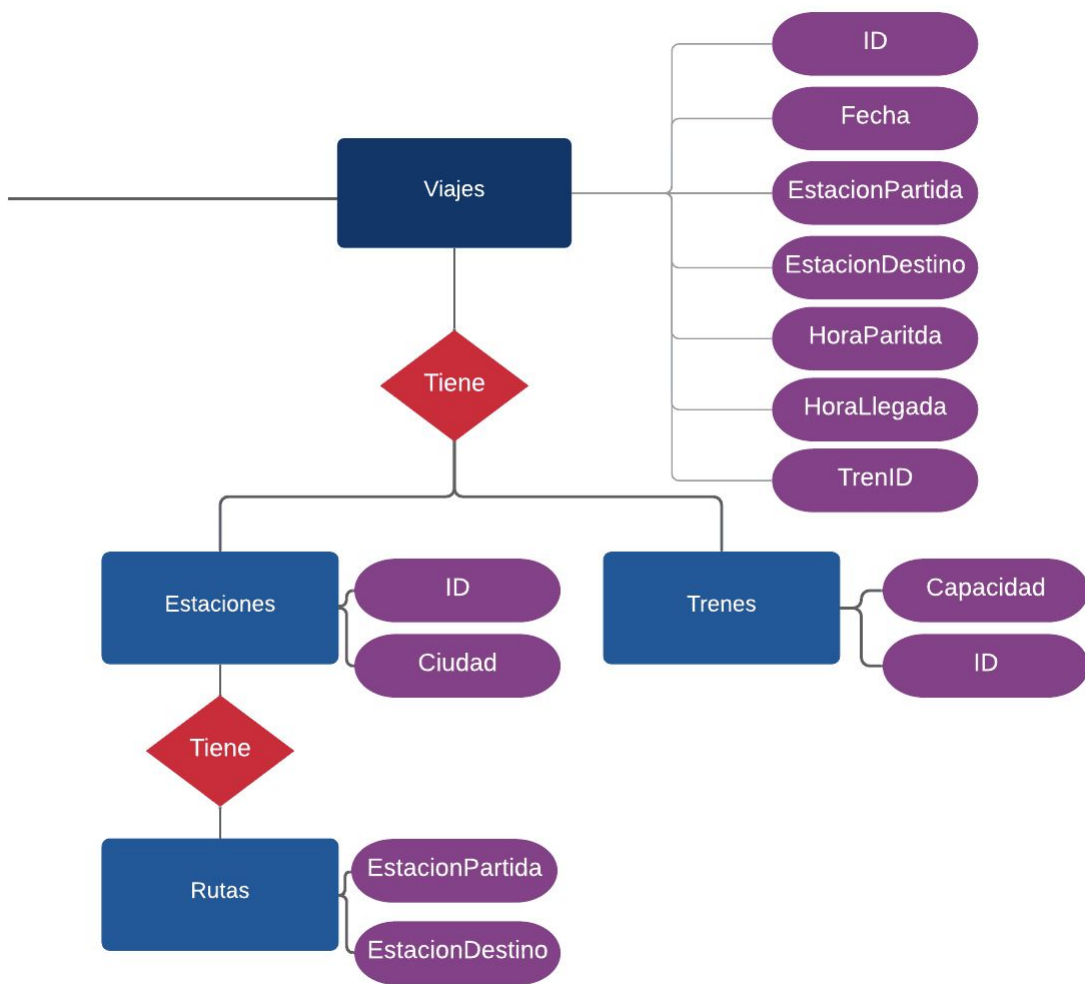 ID
Fecha
Viajes
EstacionPartida
EstacionDestino
HoraParitda
Tiene
HoraLlegada
TrenID
Estaciones
ID
Ciudad
Trenes
Capacidad
ID
Tiene
Rutas
EstacionPartida
EstacionDestino